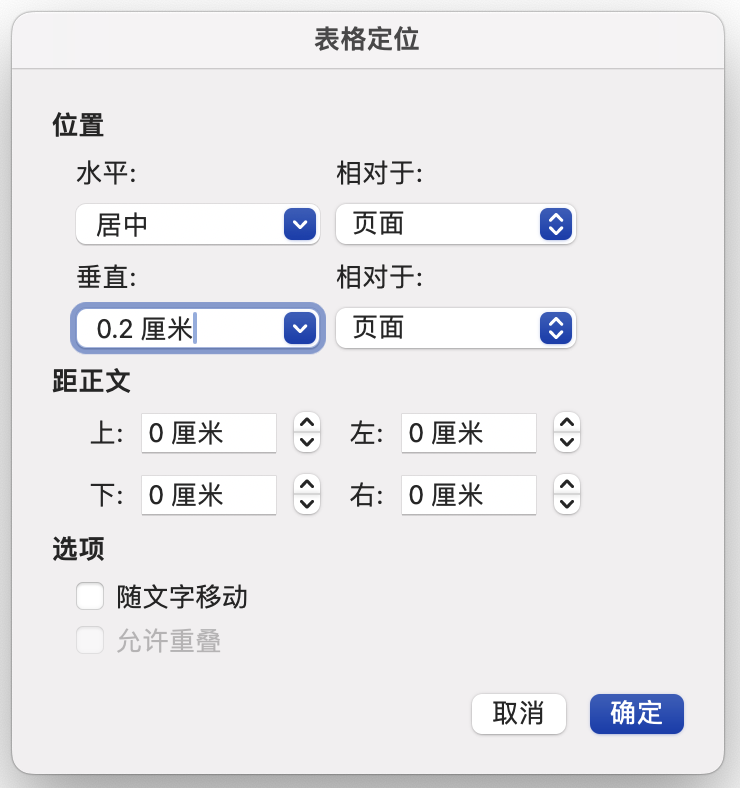 表格定位
位置
水平: 相对于:
居中 页面
垂直: 相对于:
0.2 厘米 页面
距正文
上: 0 厘米 左: 0 厘米
下: 0 厘米 右: 0 厘米
选项
随文字移动
允许重叠
取消 确定